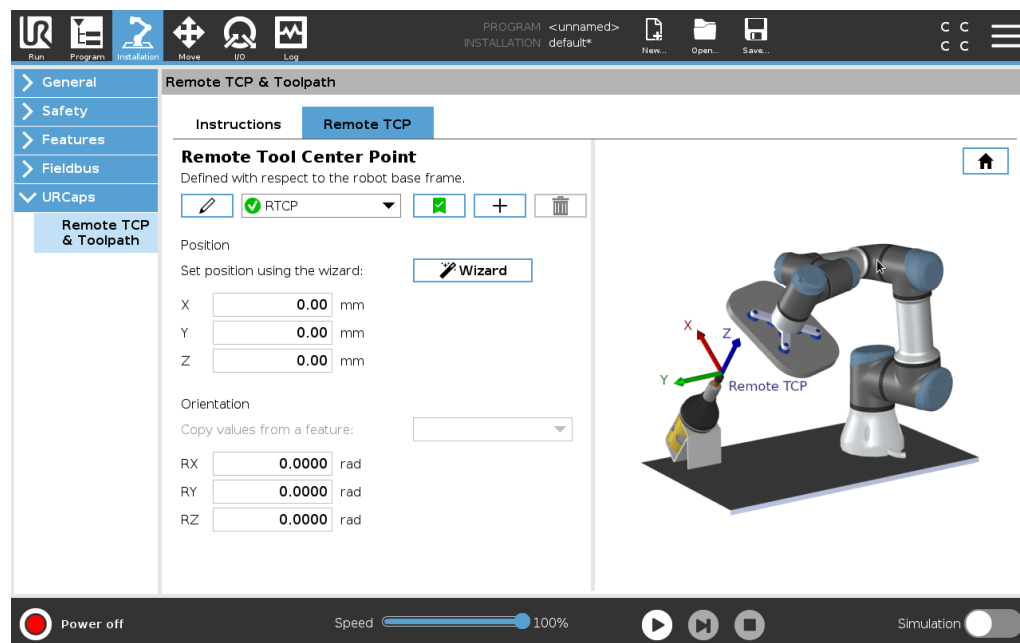 PROGRAM <unnamed>
INSTALLATION default*
UR
Run
Program
Installation
Move
I/O
Log
New...
Open...
Save...
C C
C C
General
Safety
Features
Fieldbus
URCaps
Remote TCP
& Toolpath
Remote TCP & Toolpath
Instructions
Remote TCP
Remote Tool Center Point
Defined with respect to the robot base frame.
RTCP
Position
Set position using the wizard:
Wizard
X 0.00 mm
Y 0.00 mm
Z 0.00 mm
Orientation
Copy values from a feature:
RX 0.0000 rad
RY 0.0000 rad
RZ 0.0000 rad
X
Z
Y
Remote TCP
Power off
Speed
100%
Simulation